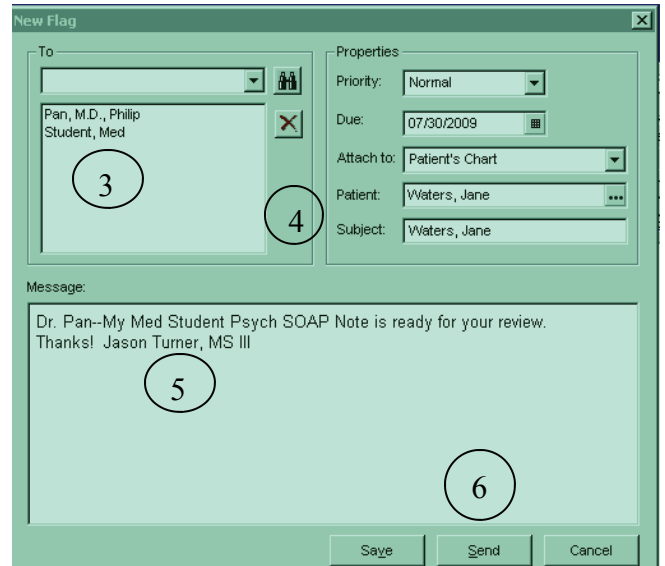 New Flag
To
Pan, M.D., Philip
Student, Med
3
4
Properties
Priority: Normal
Due: 07/30/2009
Attach to: Patient's Chart
Patient: Waters, Jane ...
Subject: Waters, Jane
Message:
Dr. Pan--My Med Student Psych SOAP Note is ready for your review.
Thanks! Jason Turner, MS III
5
6
Save Send Cancel